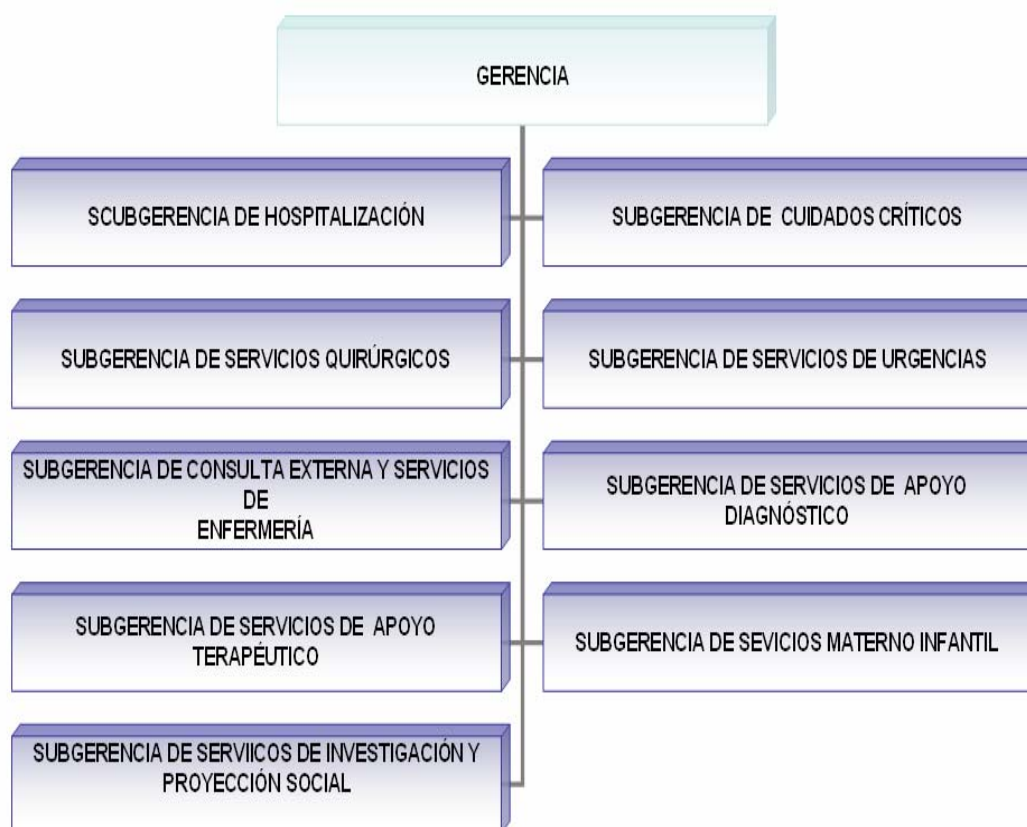 GERENCIA
SCUBGERENCIA DE HOSPITALIZACIÓN
SUBGERENCIA DE CUIDADOS CRÍTICOS
SUBGERENCIA DE SERVICIOS QUIRÚRGICOS
SUBGERENCIA DE SERVICIOS DE URGENCIAS
SUBGERENCIA DE CONSULTA EXTERNA Y SERVICIOS
DE
ENFERMERÍA
SUBGERENCIA DE SERVICIOS DE APOYO
DIAGNÓSTICO
SUBGERENCIA DE SERVICIOS DE APOYO
TERAPÉUTICO
SUBGERENCIA DE SEVICIOS MATERNO INFANTIL
SUBGERENCIA DE SERVIICOS DE INVESTIGACIÓN Y
PROYECCIÓN SOCIAL